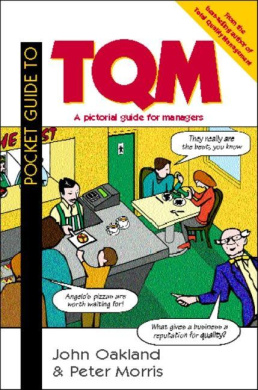 From the
best-selling author of
Total Quality Management
POCKET GUIDE TO
TQM
A pictorial guide for managers
They really are
the best, you know
Angelo's pizzas are
worth waiting for!
What gives a business a
reputation for quality?
John Oakland
& Peter Morris